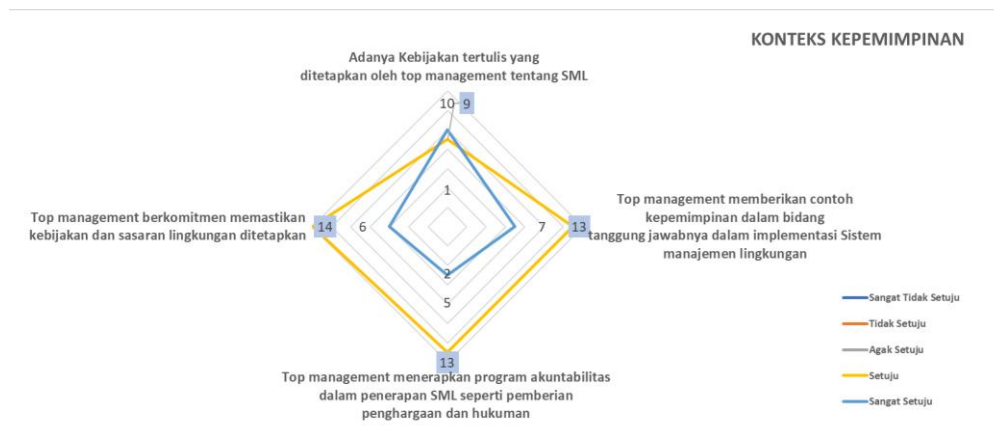 KONTEKS KEPEMIMPINAN
Adanya Kebijakan tertulis yang
ditetapkan oleh top management tentang SML
10 9
1
Top management berkomitmen memastikan
kebijakan dan sasaran lingkungan ditetapkan
14 6
7 13
Top management memberikan contoh
kepemimpinan dalam bidang
tanggung jawabnya dalam implementasi Sistem
manajemen lingkungan
2
5
13
Top management menerapkan program akuntabilitas
dalam penerapan SML seperti pemberian
penghargaan dan hukuman
Sangat Tidak Setuju
Tidak Setuju
Agak Setuju
Setuju
Sangat Setuju